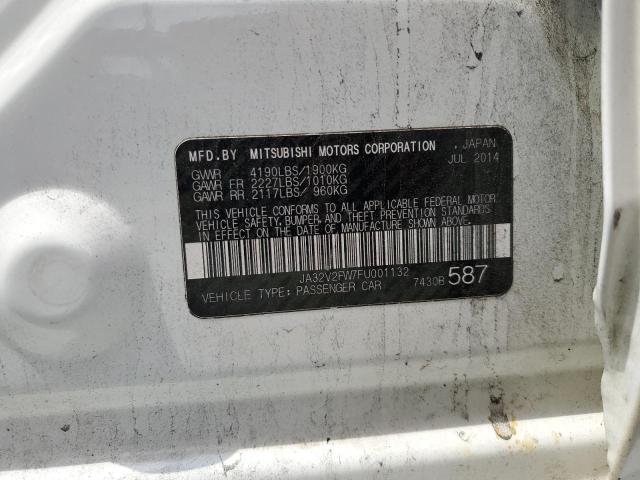 MFD.BY MITSUBISHI MOTORS CORPORATION , JAPAN
JUL 2014
GVWR 4190LBS/1900KG
GAWR FR 2227LBS/1010KG
GAWR RR 2117LBS/ 960KG
THIS VEHICLE CONFORMS TO ALL APPLICABLE FEDERAL MOTOR
VEHICLE SAFETY, BUMPER, AND THEFT PREVENTION STANDARDS
IN EFFECT ON THE DATE OF MANUFACTURE SHOWN ABOVE.
JA32V2FW7FU001132
VEHICLE TYPE: PASSENGER CAR 7430B 587